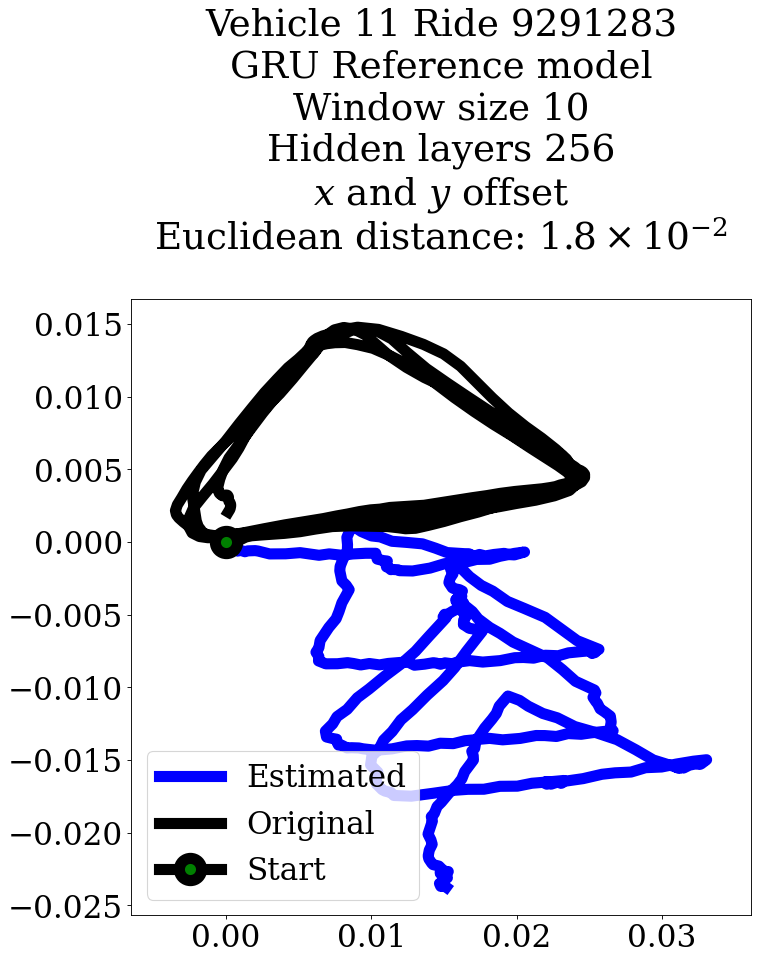 Vehicle 11 Ride 9291283
GRU Reference model
Window size 10
Hidden layers 256
x and y offset
Euclidean distance: 1.8 × 10⁻²
0.015
0.010
0.005
0.000
−0.005
−0.010
−0.015
−0.020
−0.025
Estimated
Original
Start
0.00 0.01 0.02 0.03